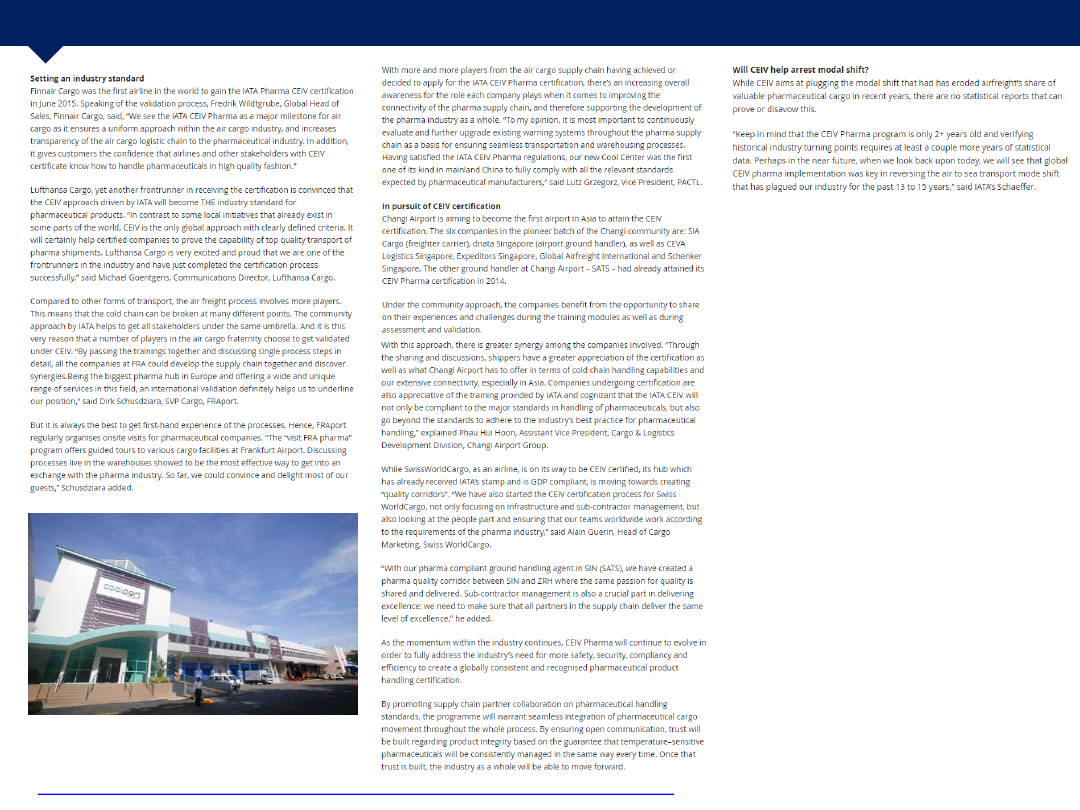 Setting an industry standard
Finnair Cargo was the first airline in the world to gain the IATA Pharma CEIV certification
in June 2015. Speaking of the validation process, Fredrik Wildtgrube, Global Head of
Sales, Finnair Cargo, said, "We see the IATA CEIV Pharma as a major milestone for air
cargo as it ensures a uniform approach within the air cargo industry, and increases
transparency of the air cargo logistic chain to the pharmaceutical industry. In addition,
it gives customers the confidence that airlines and other stakeholders with CEIV
certificate know how to handle pharmaceuticals in high quality fashion."
Lufthansa Cargo, yet another frontrunner in receiving the certification is convinced that
the CEIV approach driven by IATA will become THE industry standard for
pharmaceutical products. "In contrast to some local initiatives that already exist in
some parts of the world, CEIV is the only global approach with clearly defined criteria. It
will certainly help certified companies to prove the capability of top quality transport of
pharma shipments. Lufthansa Cargo is very excited and proud that we are one of the
frontrunners in the industry and have just completed the certification process
successfully," said Michael Goentgens, Communications Director, Lufthansa Cargo.
Compared to other forms of transport, the air freight process involves more players.
This means that the cold chain can be broken at many different points. The community
approach by IATA helps to get all stakeholders under the same umbrella. And it is this
very reason that a number of players in the air cargo fraternity choose to get validated
under CEIV. "By passing the trainings together and discussing single process steps in
detail, all the companies at FRA could develop the supply chain together and discover
synergies.Being the biggest pharma hub in Europe and offering a wide and unique
range of services in this field, an international validation definitely helps us to underline
our position," said Dirk Schusdziara, SVP Cargo, FRAport.
But it is always the best to get first-hand experience of the processes. Hence, FRAport
regularly organises onsite visits for pharmaceutical companies. "The "visit FRA pharma"
program offers guided tours to various cargo facilities at Frankfurt Airport. Discussing
processes live in the warehouses showed to be the most effective way to get into an
exchange with the pharma industry. So far, we could convince and delight most of our
guests," Schusdziara added.
coolport
With more and more players from the air cargo supply chain having achieved or
decided to apply for the IATA CEIV Pharma certification, there's an increasing overall
awareness for the role each company plays when it comes to improving the
connectivity of the pharma supply chain, and therefore supporting the development of
the pharma industry as a whole. "To my opinion, it is most important to continuously
evaluate and further upgrade existing warning systems throughout the pharma supply
chain as a basis for ensuring seamless transportation and warehousing processes.
Having satisfied the IATA CEIV Pharma regulations, our new Cool Center was the first
one of its kind in mainland China to fully comply with all the relevant standards
expected by pharmaceutical manufacturers," said Lutz Grzegorz, Vice President, PACTL.
In pursuit of CEIV certification
Changi Airport is aiming to become the first airport in Asia to attain the CEIV
certification. The six companies in the pioneer batch of the Changi community are: SIA
Cargo (freighter carrier), dnata Singapore (airport ground handler), as well as CEVA
Logistics Singapore, Expeditors Singapore, Global Airfreight International and Schenker
Singapore. The other ground handler at Changi Airport – SATS – had already attained its
CEIV Pharma certification in 2014.
Under the community approach, the companies benefit from the opportunity to share
on their experiences and challenges during the training modules as well as during
assessment and validation.
With this approach, there is greater synergy among the companies involved. "Through
the sharing and discussions, shippers have a greater appreciation of the certification as
well as what Changi Airport has to offer in terms of cold chain handling capabilities and
our extensive connectivity, especially in Asia. Companies undergoing certification are
also appreciative of the training provided by IATA and cognizant that the IATA CEIV will
not only be compliant to the major standards in handling of pharmaceuticals, but also
go beyond the standards to adhere to the industry's best practice for pharmaceutical
handling," explained Phau Hui Hoon, Assistant Vice President, Cargo & Logistics
Development Division, Changi Airport Group.
While SwissWorldCargo, as an airline, is on its way to be CEIV certified, its hub which
has already received IATA's stamp and is GDP compliant, is moving towards creating
"quality corridors". "We have also started the CEIV certification process for Swiss
WorldCargo, not only focusing on infrastructure and sub-contractor management, but
also looking at the people part and ensuring that our teams worldwide work according
to the requirements of the pharma industry," said Alain Guerin, Head of Cargo
Marketing, Swiss WorldCargo.
"With our pharma compliant ground handling agent in SIN (SATS), we have created a
pharma quality corridor between SIN and ZRH where the same passion for quality is
shared and delivered. Sub-contractor management is also a crucial part in delivering
excellence: we need to make sure that all partners in the supply chain deliver the same
level of excellence," he added.
As the momentum within the industry continues, CEIV Pharma will continue to evolve in
order to fully address the industry's need for more safety, security, compliancy and
efficiency to create a globally consistent and recognised pharmaceutical product
handling certification.
By promoting supply chain partner collaboration on pharmaceutical handling
standards, the programme will warrant seamless integration of pharmaceutical cargo
movement throughout the whole process. By ensuring open communication, trust will
be built regarding product integrity based on the guarantee that temperature–sensitive
pharmaceuticals will be consistently managed in the same way every time. Once that
trust is built, the industry as a whole will be able to move forward.
Will CEIV help arrest modal shift?
While CEIV aims at plugging the modal shift that had has eroded airfreight's share of
valuable pharmaceutical cargo in recent years, there are no statistical reports that can
prove or disavow this.
"Keep in mind that the CEIV Pharma program is only 2+ years old and verifying
historical industry turning points requires at least a couple more years of statistical
data. Perhaps in the near future, when we look back upon today, we will see that global
CEIV pharma implementation was key in reversing the air to sea transport mode shift
that has plagued our industry for the past 13 to 15 years," said IATA's Schaeffer.